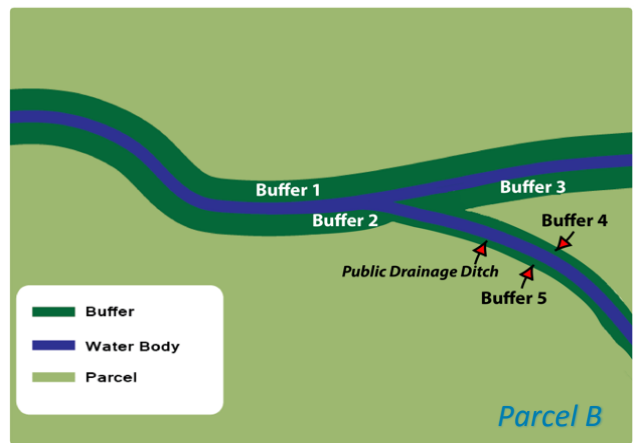 Buffer 1
Buffer 3
Buffer 2
Buffer 4
Public Drainage Ditch
Buffer 5
Buffer
Water Body
Parcel
Parcel B